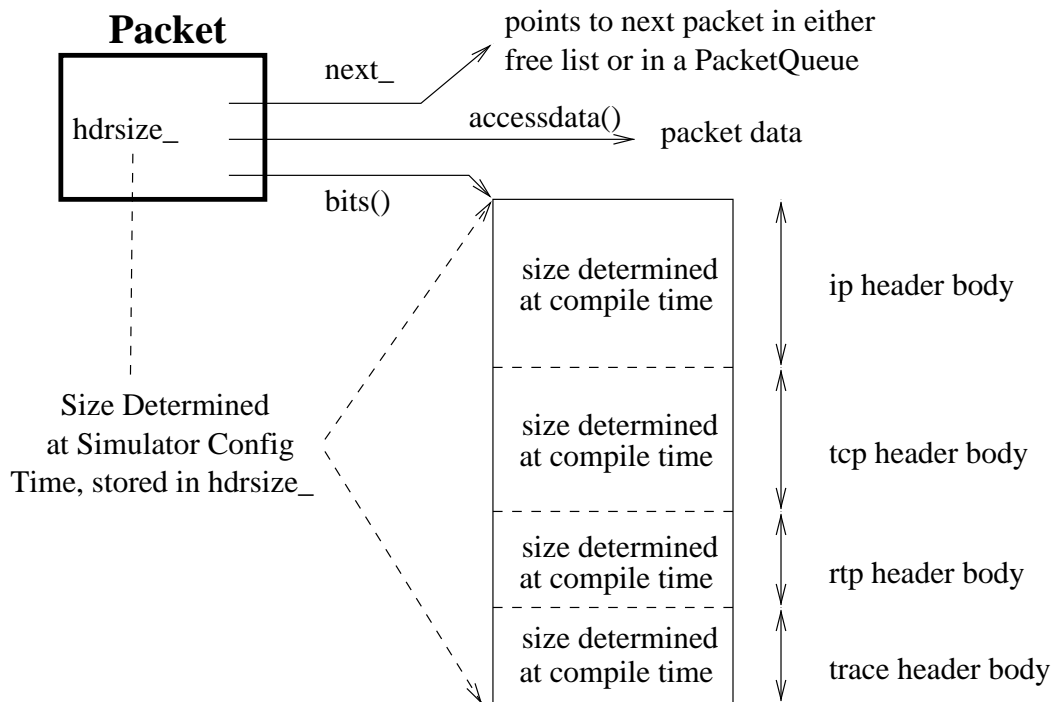 Packet
points to next packet in either
free list or in a PacketQueue
next_
accessdata()
hdrsize_
packet data
bits()
size determined
at compile time
ip header body
Size Determined
at Simulator Config
Time, stored in hdrsize_
size determined
at compile time
tcp header body
size determined
at compile time
rtp header body
size determined
at compile time
trace header body